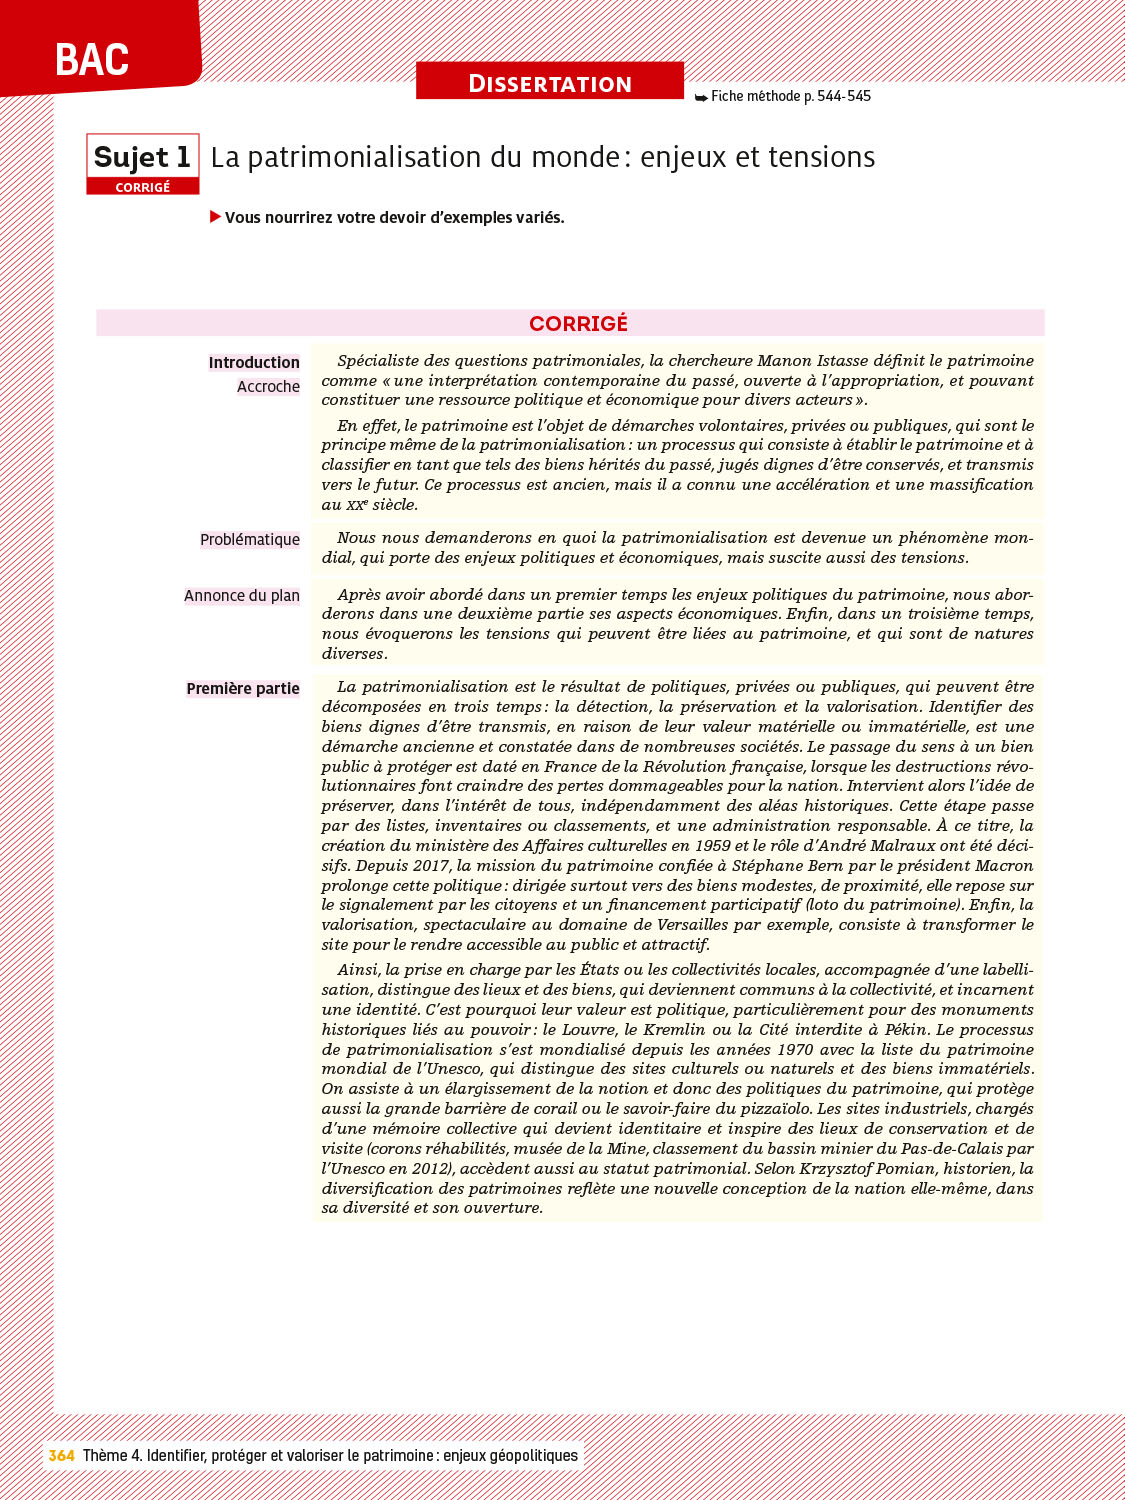 BAC
DISSERTATION
➥ Fiche méthode p. 544-545
Sujet 1
CORRIGÉ
La patrimonialisation du monde : enjeux et tensions
▶ Vous nourrirez votre devoir d’exemples variés.
CORRIGÉ
Introduction
Accroche
Spécialiste des questions patrimoniales, la chercheure Manon Istasse définit le patrimoine
comme « une interprétation contemporaine du passé, ouverte à l’appropriation, et pouvant
constituer une ressource politique et économique pour divers acteurs ».
En effet, le patrimoine est l’objet de démarches volontaires, privées ou publiques, qui sont le
principe même de la patrimonialisation : un processus qui consiste à établir le patrimoine et à
classifier en tant que tels des biens hérités du passé, jugés dignes d’être conservés, et transmis
vers le futur. Ce processus est ancien, mais il a connu une accélération et une massification
au XXe siècle.
Problématique
Nous nous demanderons en quoi la patrimonialisation est devenue un phénomène mon-
dial, qui porte des enjeux politiques et économiques, mais suscite aussi des tensions.
Annonce du plan
Après avoir abordé dans un premier temps les enjeux politiques du patrimoine, nous abor-
derons dans une deuxième partie ses aspects économiques. Enfin, dans un troisième temps,
nous évoquerons les tensions qui peuvent être liées au patrimoine, et qui sont de natures
diverses.
Première partie
La patrimonialisation est le résultat de politiques, privées ou publiques, qui peuvent être
décomposées en trois temps : la détection, la préservation et la valorisation. Identifier des
biens dignes d’être transmis, en raison de leur valeur matérielle ou immatérielle, est une
démarche ancienne et constatée dans de nombreuses sociétés. Le passage du sens à un bien
public à protéger est daté en France de la Révolution française, lorsque les destructions révo-
lutionnaires font craindre des pertes dommageables pour la nation. Intervient alors l’idée de
préserver, dans l’intérêt de tous, indépendamment des aléas historiques. Cette étape passe
par des listes, inventaires ou classements, et une administration responsable. À ce titre, la
création du ministère des Affaires culturelles en 1959 et le rôle d’André Malraux ont été déci-
sifs. Depuis 2017, la mission du patrimoine confiée à Stéphane Bern par le président Macron
prolonge cette politique : dirigée surtout vers des biens modestes, de proximité, elle repose sur
le signalement par les citoyens et un financement participatif (loto du patrimoine). Enfin, la
valorisation, spectaculaire au domaine de Versailles par exemple, consiste à transformer le
site pour le rendre accessible au public et attractif.
Ainsi, la prise en charge par les États ou les collectivités locales, accompagnée d’une labelli-
sation, distingue des lieux et des biens, qui deviennent communs à la collectivité, et incarnent
une identité. C’est pourquoi leur valeur est politique, particulièrement pour des monuments
historiques liés au pouvoir : le Louvre, le Kremlin ou la Cité interdite à Pékin. Le processus
de patrimonialisation s’est mondialisé depuis les années 1970 avec la liste du patrimoine
mondial de l’Unesco, qui distingue des sites culturels ou naturels et des biens immatériels.
On assiste à un élargissement de la notion et donc des politiques du patrimoine, qui protège
aussi la grande barrière de corail ou le savoir-faire du pizzaïolo. Les sites industriels, chargés
d’une mémoire collective qui devient identitaire et inspire des lieux de conservation et de
visite (corons réhabilités, musée de la Mine, classement du bassin minier du Pas-de-Calais par
l’Unesco en 2012), accèdent aussi au statut patrimonial. Selon Krzysztof Pomian, historien, la
diversification des patrimoines reflète une nouvelle conception de la nation elle-même, dans
sa diversité et son ouverture.
364 Thème 4. Identifier, protéger et valoriser le patrimoine : enjeux géopolitiques